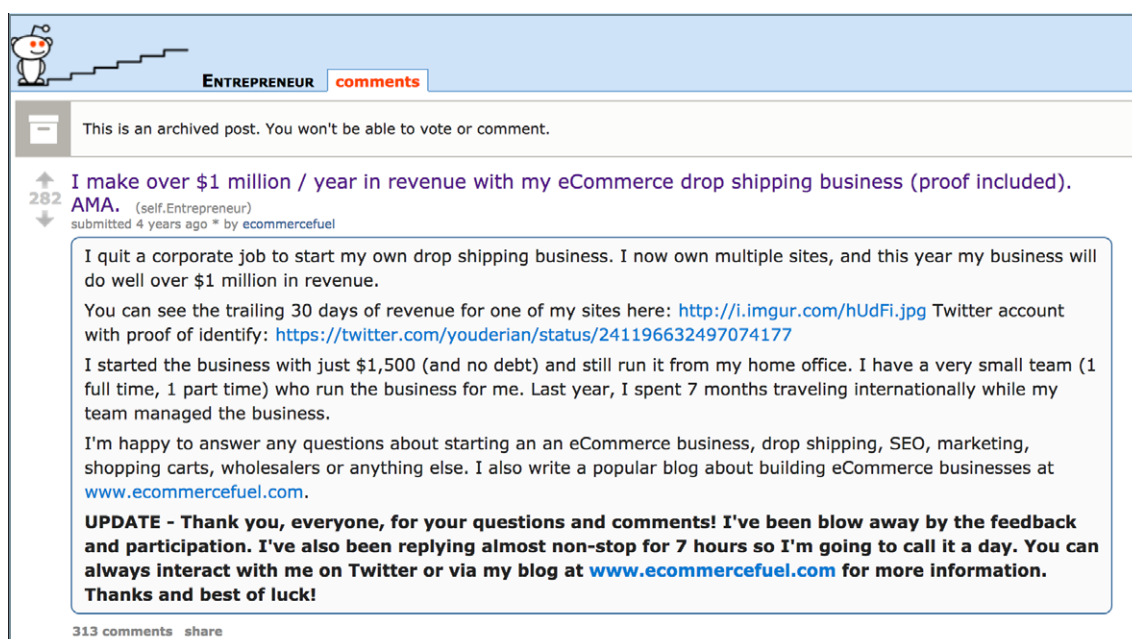 ENTREPRENEUR comments
This is an archived post. You won't be able to vote or comment.
I make over $1 million / year in revenue with my eCommerce drop shipping business (proof included).
282 AMA. (self.Entrepreneur)
submitted 4 years ago * by ecommercefuel
I quit a corporate job to start my own drop shipping business. I now own multiple sites, and this year my business will
do well over $1 million in revenue.
You can see the trailing 30 days of revenue for one of my sites here: http://i.imgur.com/hUdFi.jpg Twitter account
with proof of identify: https://twitter.com/youderian/status/241196632497074177
I started the business with just $1,500 (and no debt) and still run it from my home office. I have a very small team (1
full time, 1 part time) who run the business for me. Last year, I spent 7 months traveling internationally while my
team managed the business.
I'm happy to answer any questions about starting an an eCommerce business, drop shipping, SEO, marketing,
shopping carts, wholesalers or anything else. I also write a popular blog about building eCommerce businesses at
www.ecommercefuel.com.
UPDATE - Thank you, everyone, for your questions and comments! I've been blow away by the feedback
and participation. I've also been replying almost non-stop for 7 hours so I'm going to call it a day. You can
always interact with me on Twitter or via my blog at www.ecommercefuel.com for more information.
Thanks and best of luck!
313 comments share